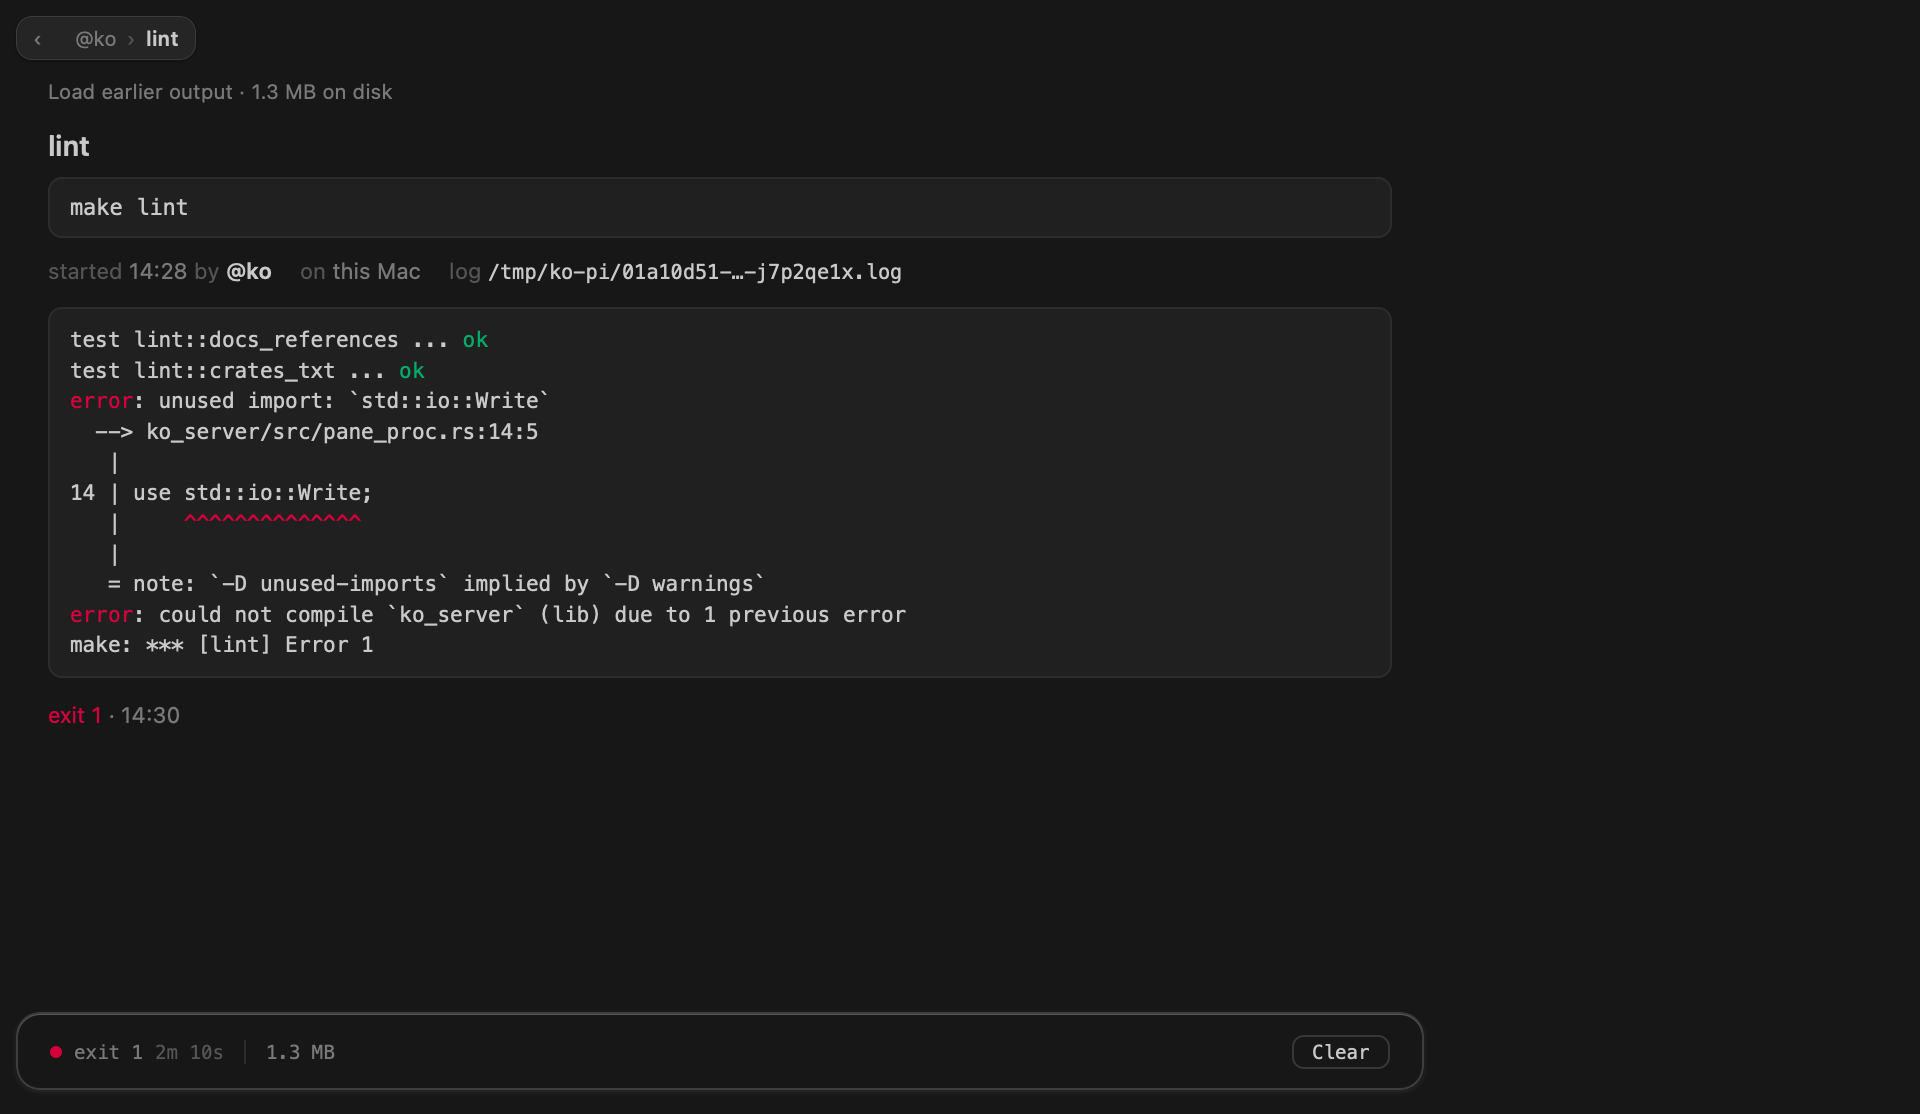 ‹ @ko › lint
Load earlier output · 1.3 MB on disk
lint
make lint
started 14:28 by @ko on this Mac log /tmp/ko-pi/01a10d51-…-j7p2qe1x.log
test lint::docs_references ... ok
test lint::crates_txt ... ok
error: unused import: `std::io::Write`
  --> ko_server/src/pane_proc.rs:14:5
   |
14 | use std::io::Write;
   |     ^^^^^^^^^^^^^^
   |
   = note: `-D unused-imports` implied by `-D warnings`
error: could not compile `ko_server` (lib) due to 1 previous error
make: *** [lint] Error 1
exit 1 · 14:30
exit 1 2m 10s | 1.3 MB Clear